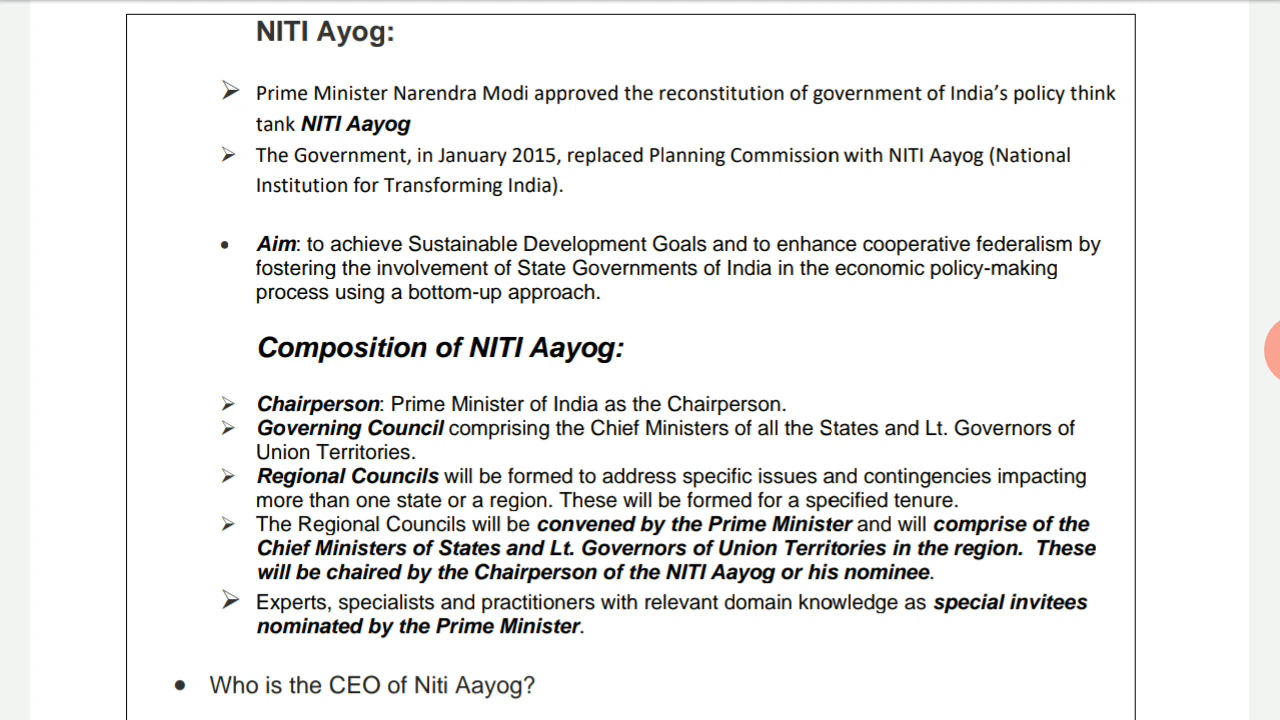 NITI Ayog:
➢ Prime Minister Narendra Modi approved the reconstitution of government of India’s policy think
tank NITI Aayog
➢ The Government, in January 2015, replaced Planning Commission with NITI Aayog (National
Institution for Transforming India).
• Aim: to achieve Sustainable Development Goals and to enhance cooperative federalism by
fostering the involvement of State Governments of India in the economic policy-making
process using a bottom-up approach.
Composition of NITI Aayog:
➢ Chairperson: Prime Minister of India as the Chairperson.
➢ Governing Council comprising the Chief Ministers of all the States and Lt. Governors of
Union Territories.
➢ Regional Councils will be formed to address specific issues and contingencies impacting
more than one state or a region. These will be formed for a specified tenure.
➢ The Regional Councils will be convened by the Prime Minister and will comprise of the
Chief Ministers of States and Lt. Governors of Union Territories in the region. These
will be chaired by the Chairperson of the NITI Aayog or his nominee.
➢ Experts, specialists and practitioners with relevant domain knowledge as special invitees
nominated by the Prime Minister.
• Who is the CEO of Niti Aayog?